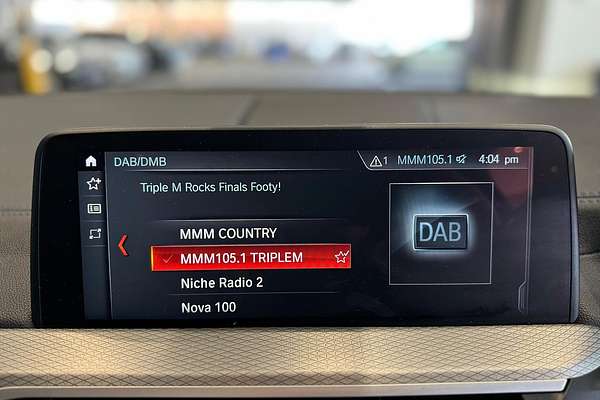 DAB/DMB
1 MMM105.1 4:04 pm
Triple M Rocks Finals Footy!
MMM COUNTRY
MMM105.1 TRIPLEM
Niche Radio 2
Nova 100
DAB